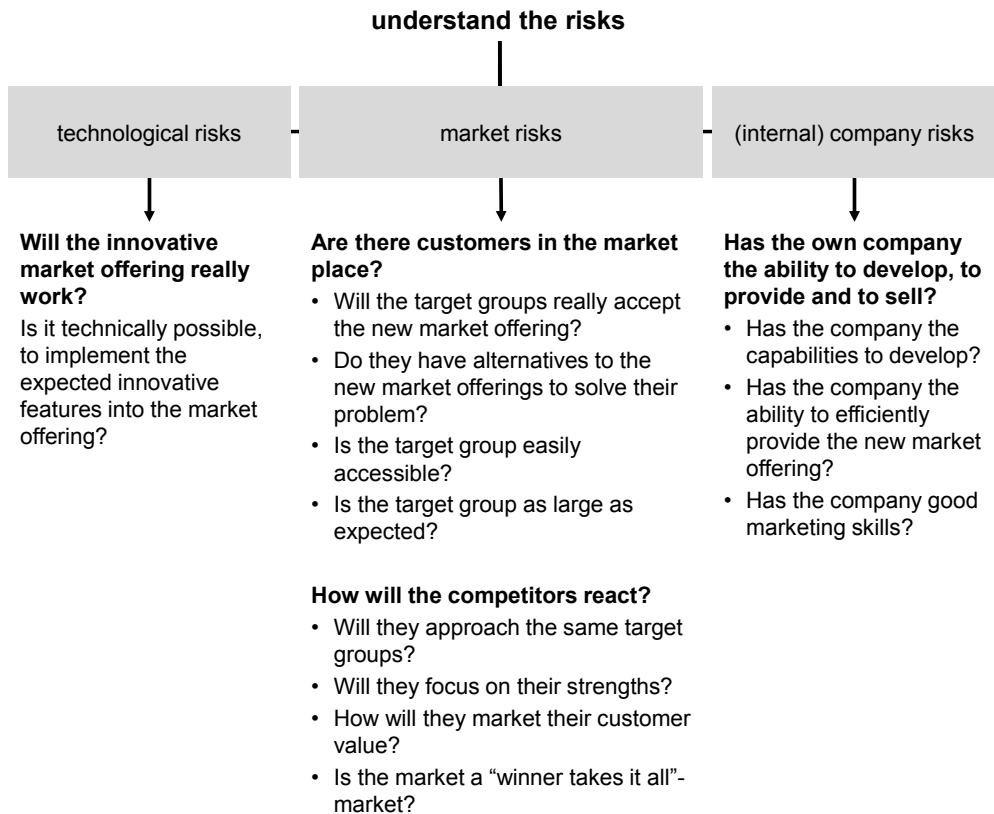 understand the risks
technological risks
market risks
(internal) company risks
Will the innovative
market offering really
work?
Is it technically possible,
to implement the
expected innovative
features into the market
offering?
Are there customers in the market
place?
• Will the target groups really accept
the new market offering?
• Do they have alternatives to the
new market offerings to solve their
problem?
• Is the target group easily
accessible?
• Is the target group as large as
expected?
How will the competitors react?
• Will they approach the same target
groups?
• Will they focus on their strengths?
• How will they market their customer
value?
• Is the market a “winner takes it all”-
market?
Has the own company
the ability to develop, to
provide and to sell?
• Has the company the
capabilities to develop?
• Has the company the
ability to efficiently
provide the new market
offering?
• Has the company good
marketing skills?